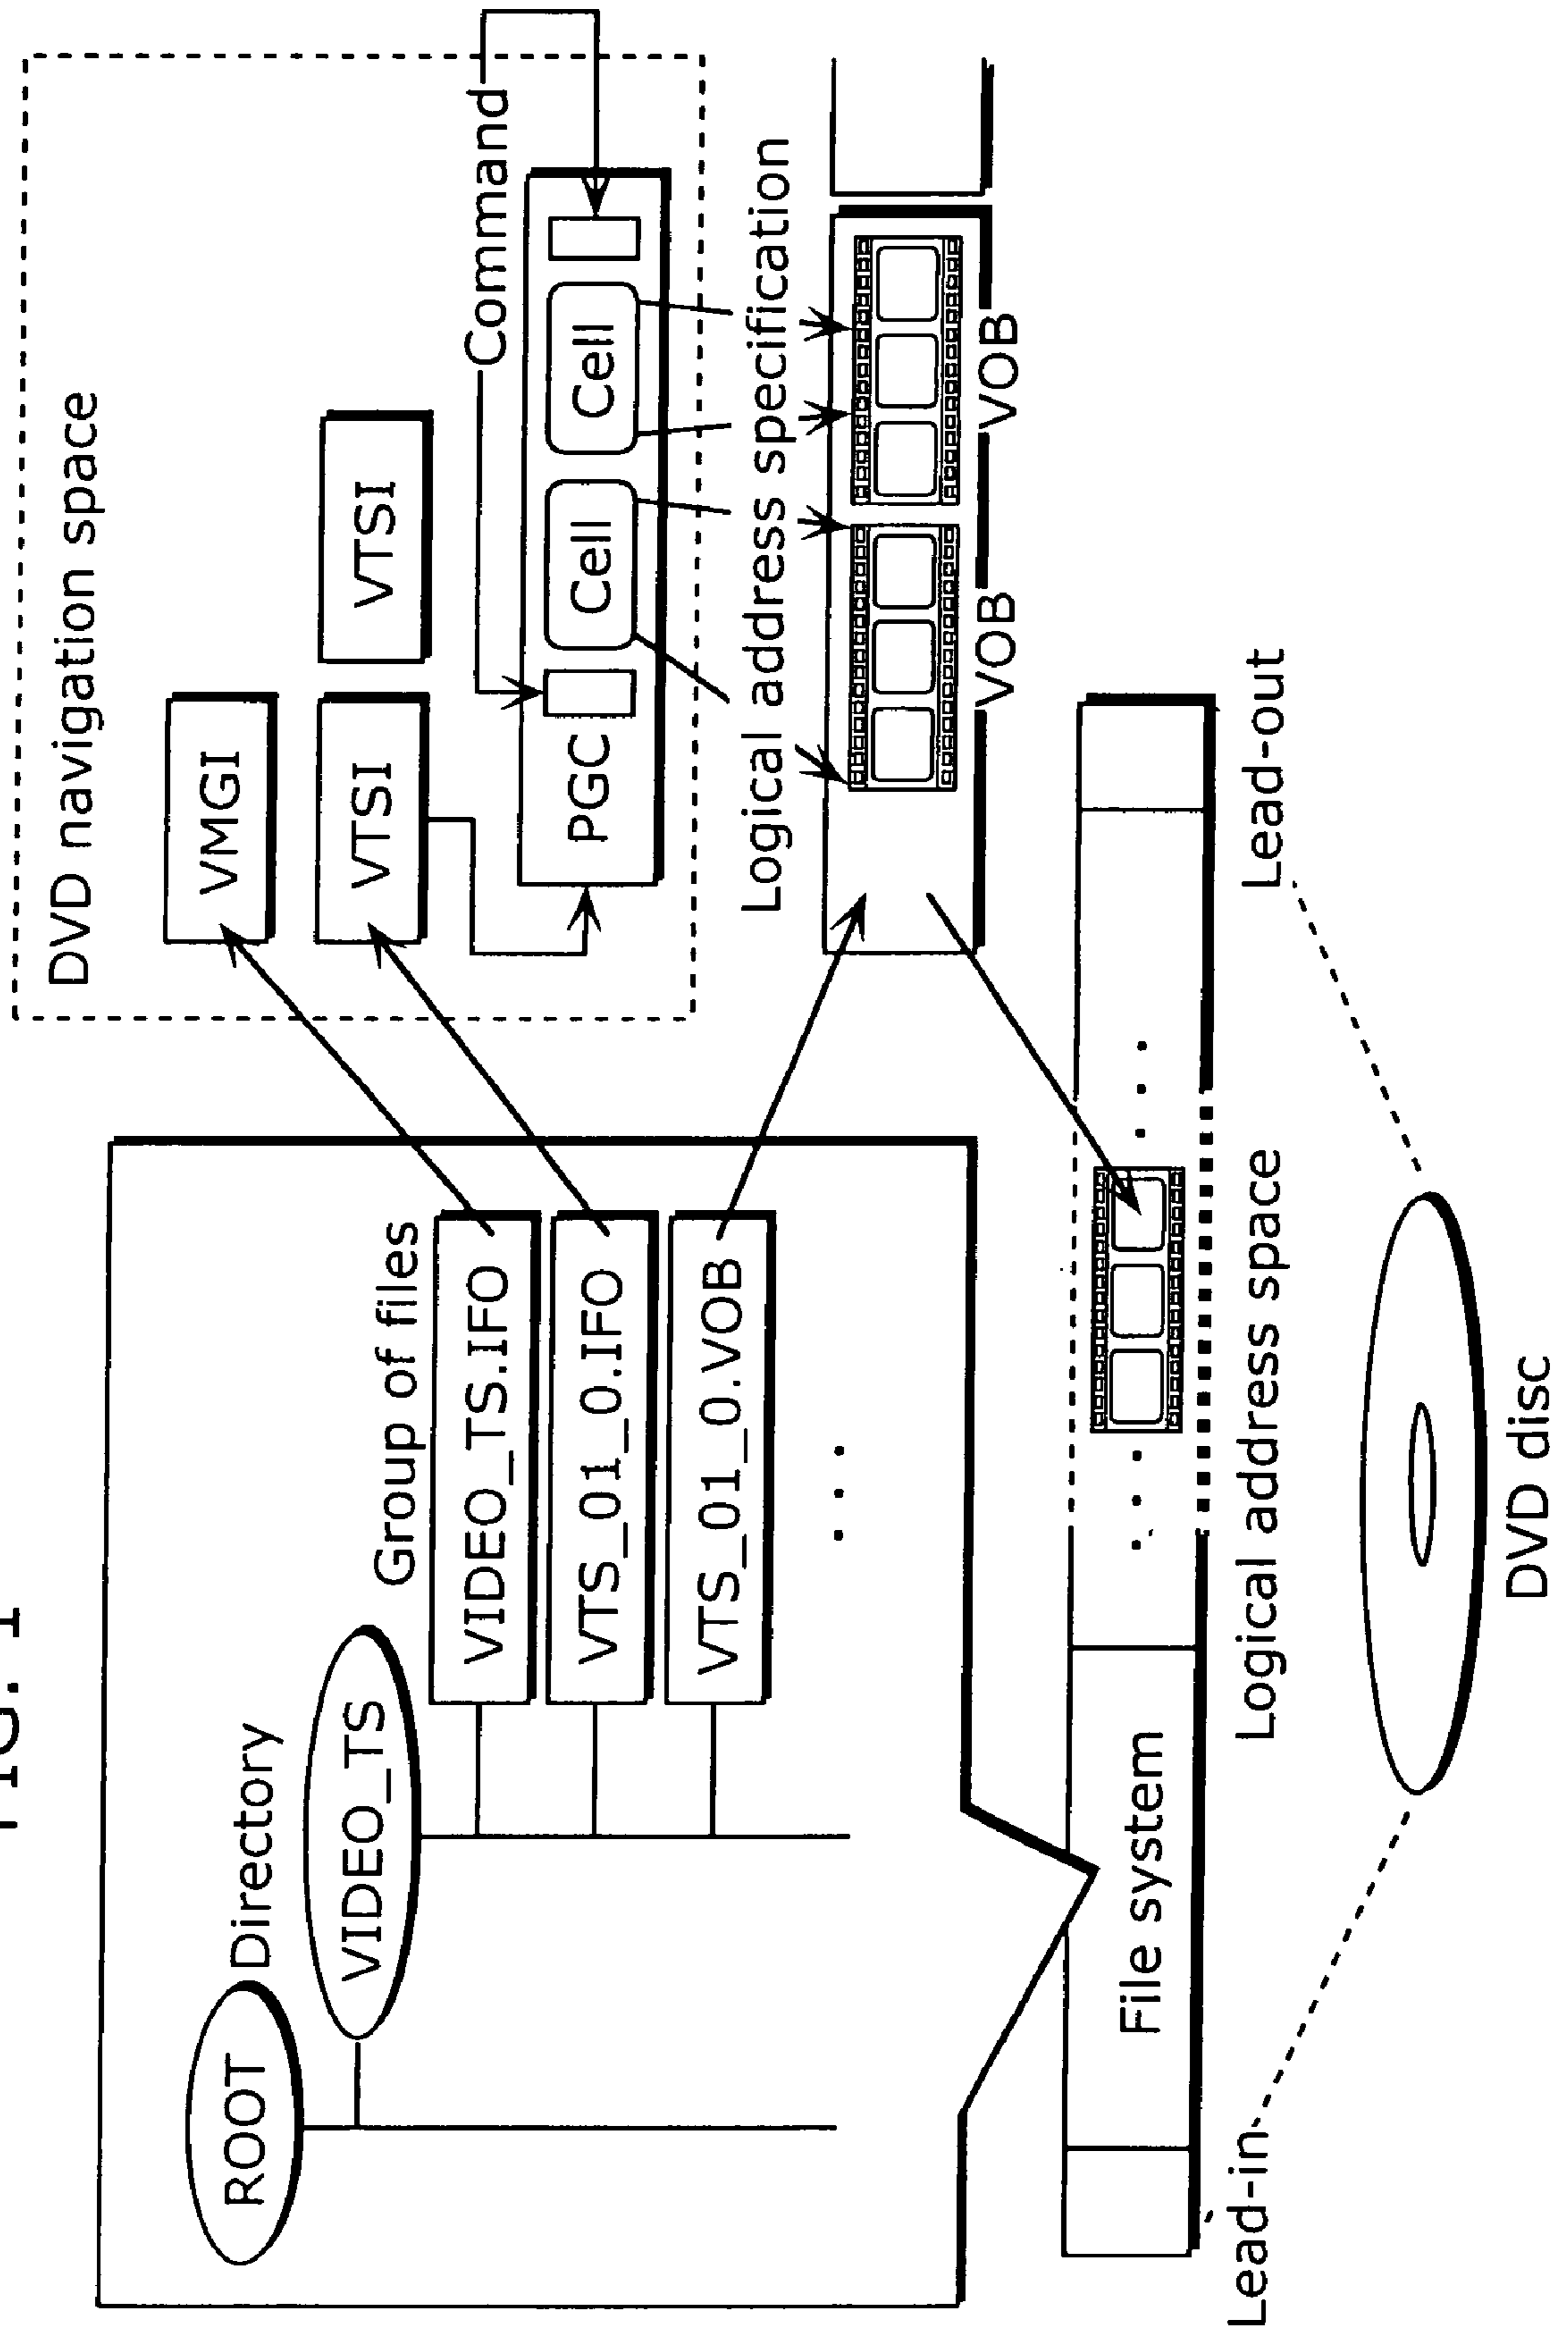 FIG. 1
DVD navigation space
VMGI
VTSI
VTSI
Command
PGC
Cell
Cell
Logical address specification
VOB
VOB
ROOT
Directory
VIDEO_TS
Group of files
VIDEO_TS.IFO
VTS_01_0.IFO
VTS_01_0.VOB
. . .
File system
. . .
. . .
Lead-in
Logical address space
Lead-out
DVD disc